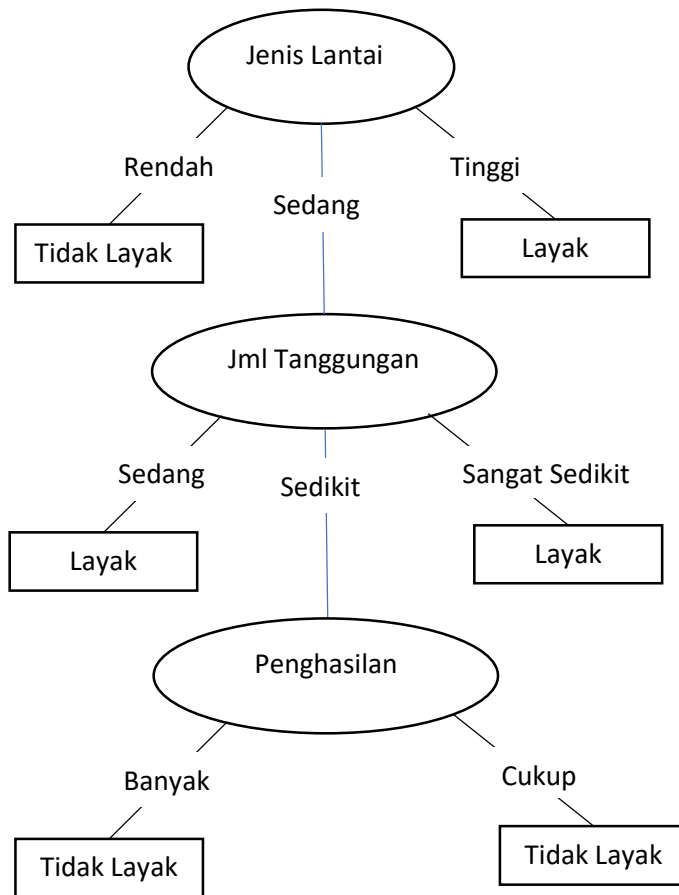 Jenis Lantai
Rendah
Tinggi
Sedang
Tidak Layak
Layak
Jml Tanggungan
Sedang
Sedikit
Sangat Sedikit
Layak
Layak
Penghasilan
Banyak
Cukup
Tidak Layak
Tidak Layak